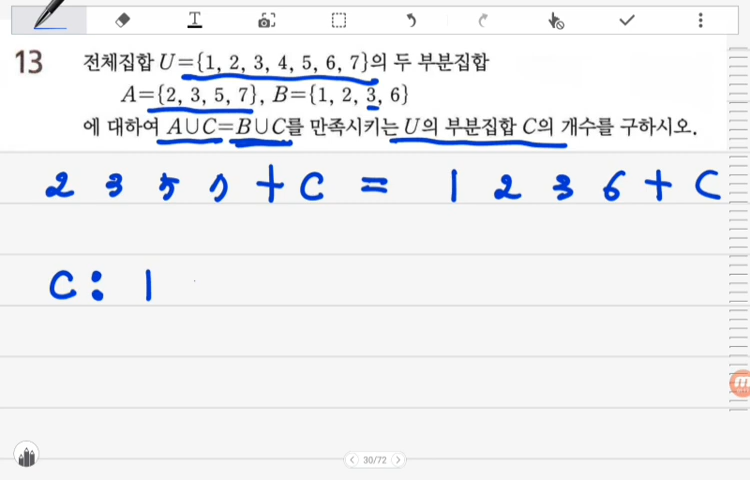 T
13 전체집합 U={1, 2, 3, 4, 5, 6, 7}의 두 부분집합
A={2, 3, 5, 7}, B={1, 2, 3, 6}
에 대하여 A∪C=B∪C를 만족시키는 U의 부분집합 C의 개수를 구하시오.
2 3 5 7 + C = 1 2 3 6 + C
C : 1
30/72